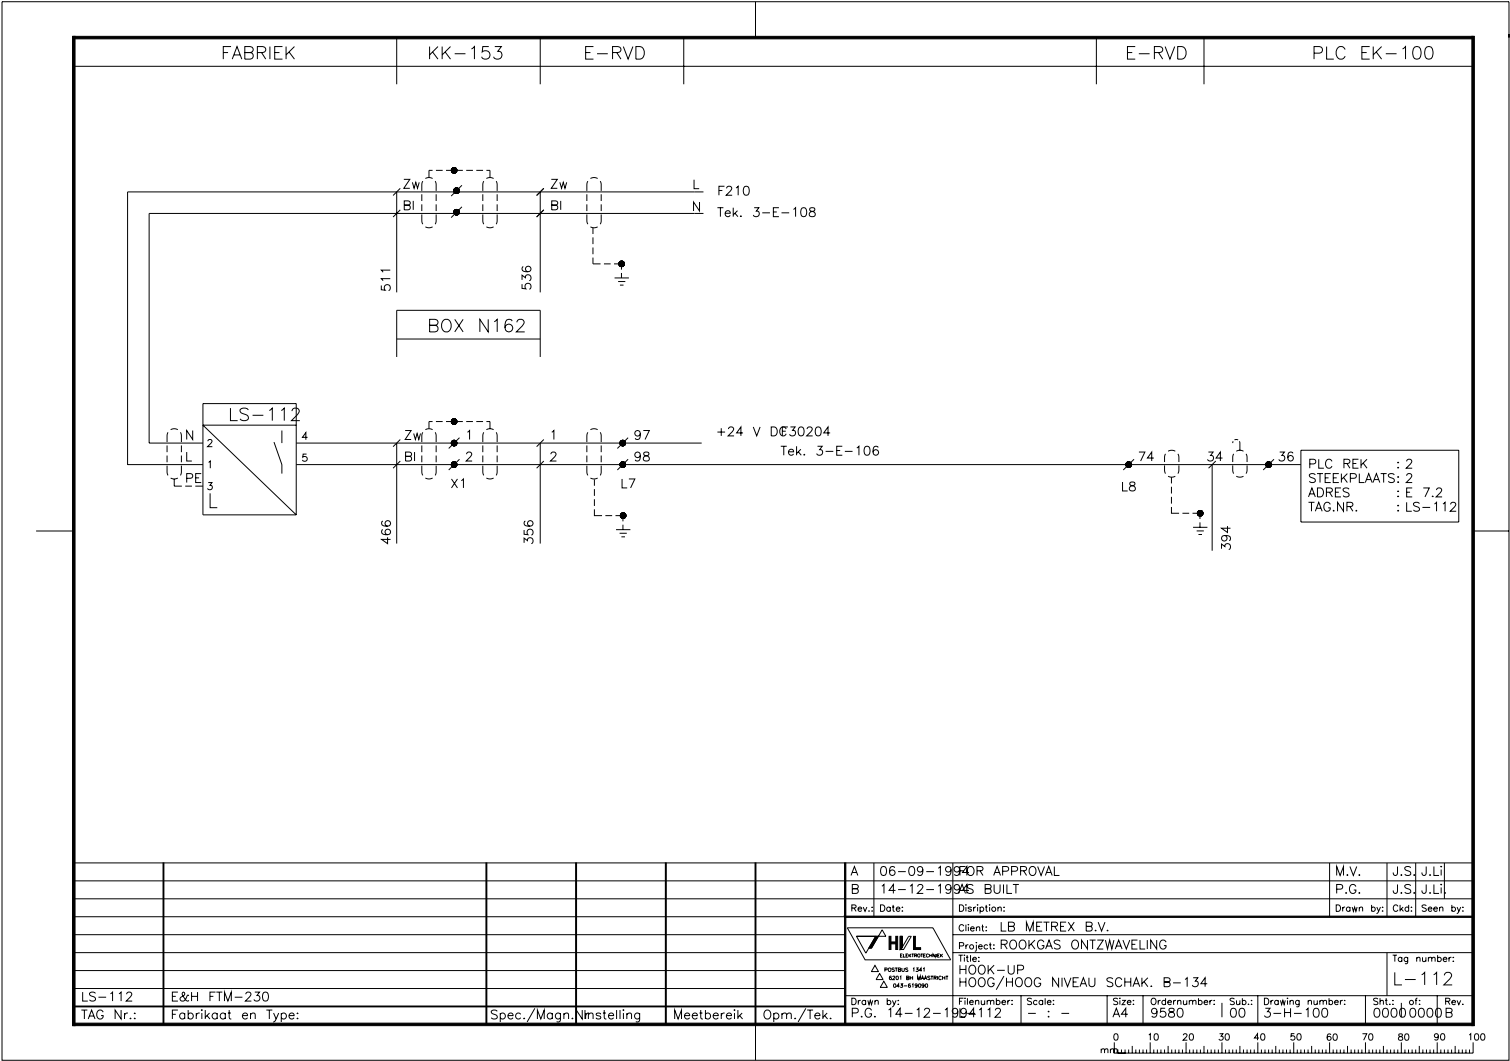 FABRIEK KK-153 E-RVD E-RVD PLC EK-100
Zw Zw L F210
Bl Bl N Tek. 3-E-108
511 536
BOX N162
LS-112
N 2 4 Zw 1 1 97 +24 V DC F30204
Tek. 3-E-106
L 1 5 Bl 2 2 98 74 34 36
PE 3 X1 L7 L8
L
466 356 394
PLC REK : 2
STEEKPLAATS: 2
ADRES : E 7.2
TAG.NR. : LS-112
A 06-09-1994 FOR APPROVAL M.V. J.S. J.Li
B 14-12-1994 AS BUILT P.G. J.S. J.Li.
Rev.: Date: Disription: Drawn by: Ckd: Seen by:
HVL
ELEKTROTECHNIEK
POSTBUS 1341
6201 BH MAASTRICHT
043-619090
Client: LB METREX B.V.
Project: ROOKGAS ONTZWAVELING
Title:
HOOK-UP
HOOG/HOOG NIVEAU SCHAK. B-134
Tag number:
L-112
Drawn by: Filenumber: Scale: Size: Ordernumber: Sub.: Drawing number: Sht.: of: Rev.
P.G. 14-12-1994 L-112 - : - A4 9580 00 3-H-100 0000 0000 B
LS-112 E&H FTM-230
TAG Nr.: Fabrikaat en Type: Spec./Magn.Nr. Instelling Meetbereik Opm./Tek.
0 10 20 30 40 50 60 70 80 90 100
mm